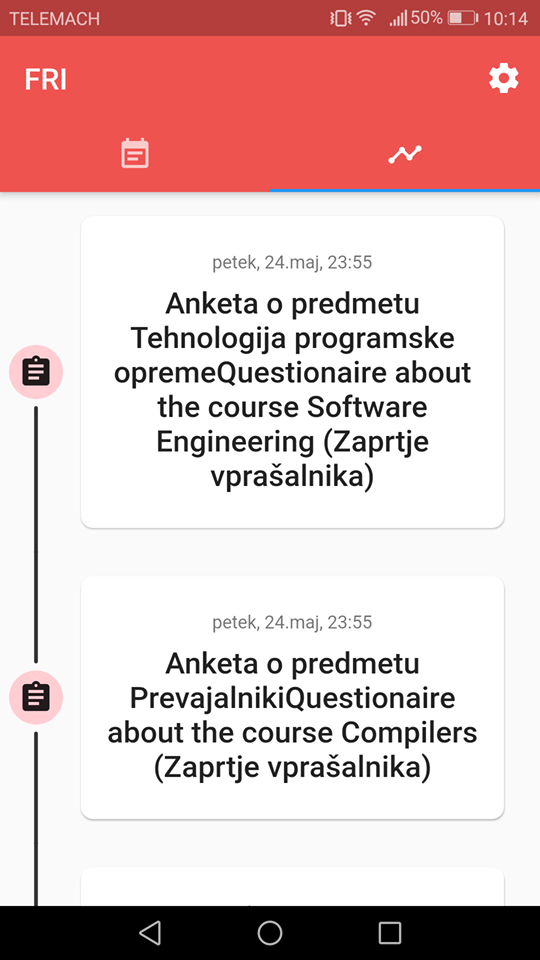 TELEMACH 50% 10:14
FRI
petek, 24.maj, 23:55
Anketa o predmetu
Tehnologija programske
opremeQuestionaire about
the course Software
Engineering (Zaprtje
vprašalnika)
petek, 24.maj, 23:55
Anketa o predmetu
PrevajalnikiQuestionaire
about the course Compilers
(Zaprtje vprašalnika)